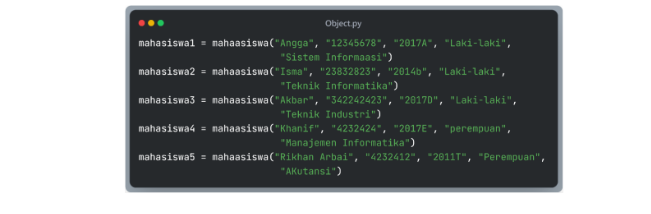 Object.py
mahasiswa1 = mahaasiswa("Angga", "12345678", "2017A", "Laki-laki",
"Sistem Informaasi")
mahasiswa2 = mahaasiswa("Isma", "23832823", "2014b", "Laki-laki",
"Teknik Informatika")
mahasiswa3 = mahaasiswa("Akbar", "342242423", "2017D", "Laki-laki",
"Teknik Industri")
mahasiswa4 = mahaasiswa("Khanif", "4232424", "2017E", "perempuan",
"Manajemen Informatika")
mahasiswa5 = mahaasiswa("Rikhan Arbai", "4232412", "2011T", "Perempuan",
"AKutansi")